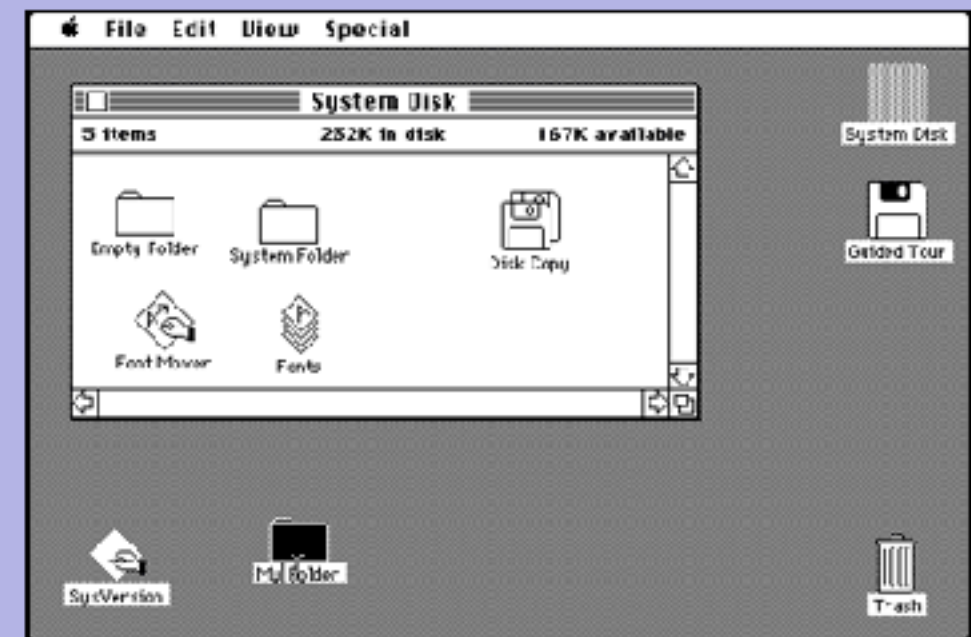 File Edit View Special
System Disk
5 items 232K in disk 167K available
System Disk
Guided Tour
Empty Folder
System Folder
Disk Copy
Font Mover
Fonts
SysVersion
My Folder
Trash